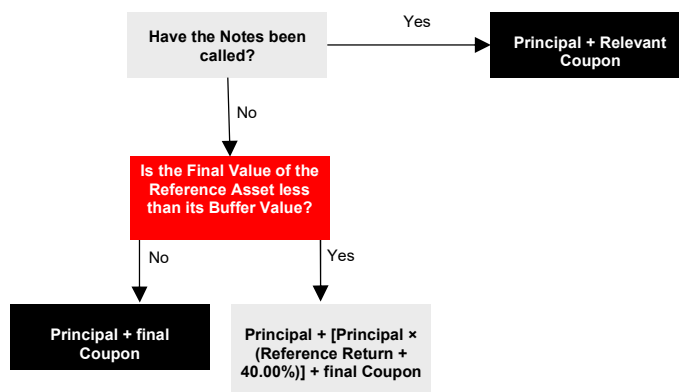 Have the Notes been
called?
Yes
Principal + Relevant
Coupon
No
Is the Final Value of the
Reference Asset less
than its Buffer Value?
No
Yes
Principal + final
Coupon
Principal + [Principal ×
(Reference Return +
40.00%)] + final Coupon